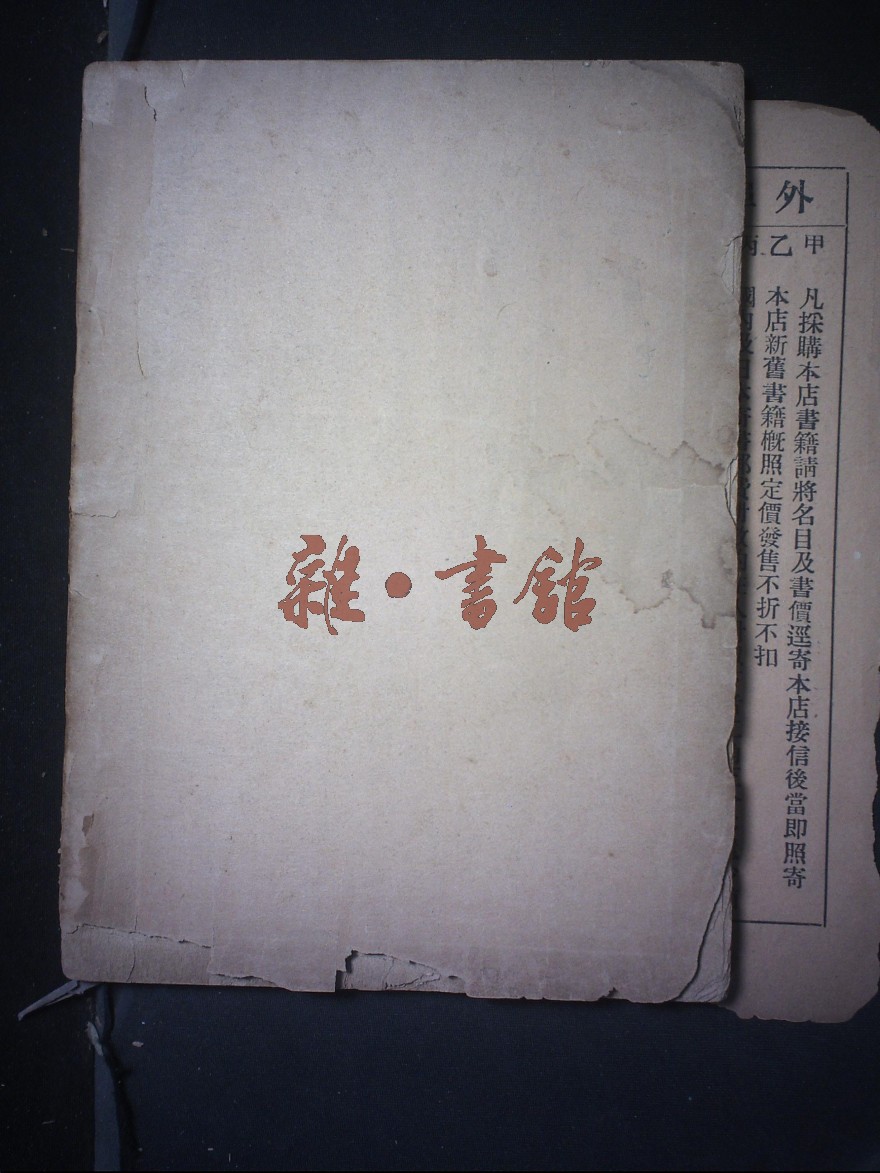 外
甲
凡採購本店書籍請將名目及書價逕寄本店接信後當即照寄
乙
本店新舊書籍概照定價發售不折不扣
丙
雜•書館